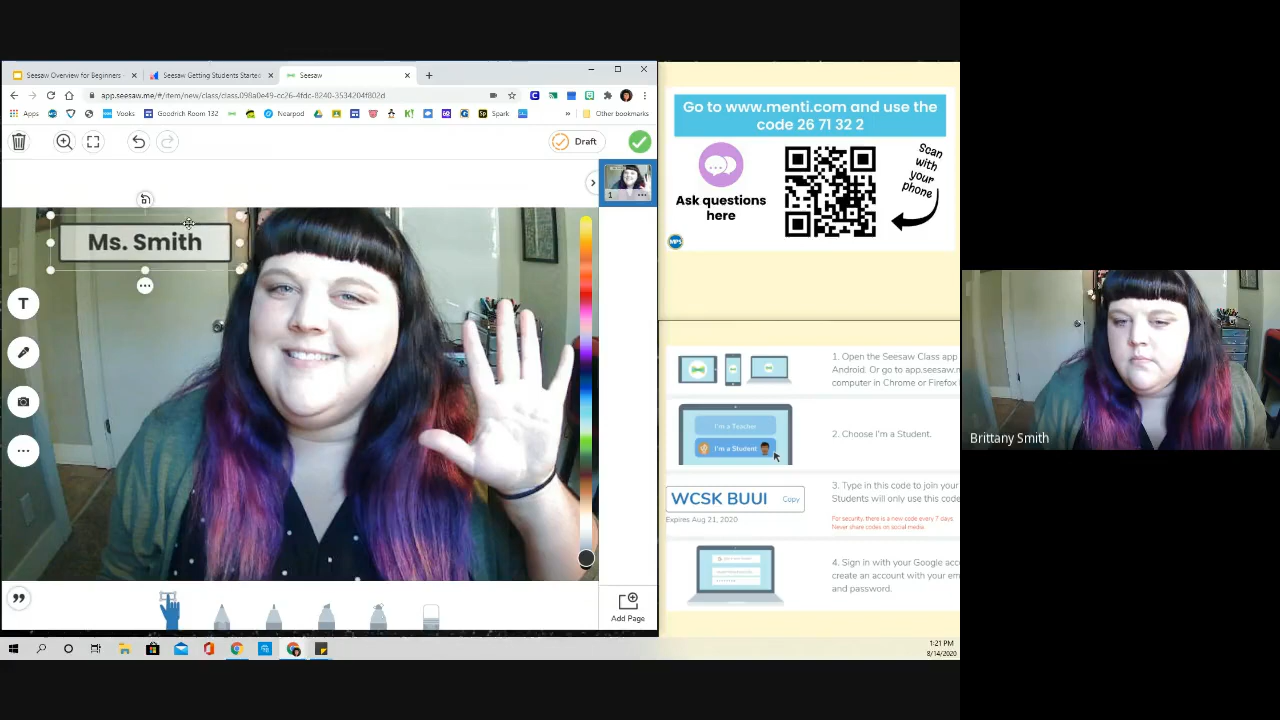 Seesaw Overview for Beginners -
Seesaw Getting Students Started
Seesaw
app.seesaw.me/#/item/new/class/class.098a0e49-cc26-4fdc-8240-3534204f802d
Apps
Vooks
Goodrich Room 132
Nearpod
Spark
»
Other bookmarks
Draft
1
Ms. Smith
T
Add Page
Go to www.menti.com and use the
code 26 71 32 2
Ask questions
here
Scan
with
your
phone
MPS
1. Open the Seesaw Class app
Android. Or go to app.seesaw.
computer in Chrome or Firefox
I'm a Teacher
I'm a Student
2. Choose I'm a Student.
WCSK BUUI
Copy
Expires Aug 21, 2020
3. Type in this code to join your
Students will only use this code
For security, there is a new code every 7 days.
Never share codes on social media.
4. Sign in with your Google acco
create an account with your em
and password.
1:21 PM
8/14/2020
Brittany Smith